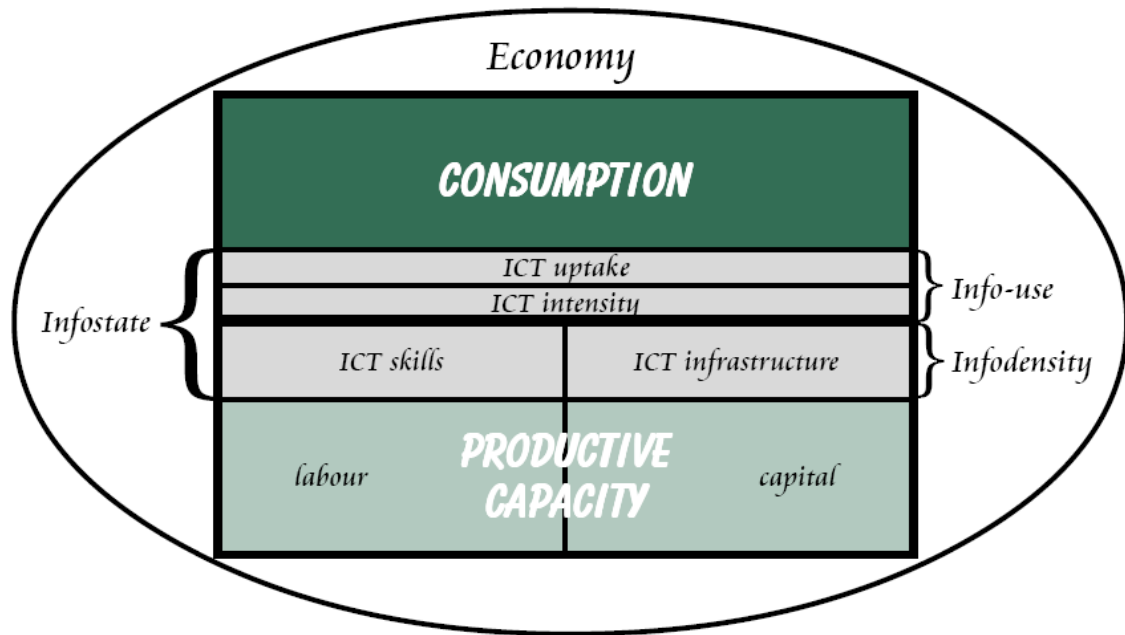 Economy
CONSUMPTION
ICT uptake
ICT intensity
Info-use
Infostate
ICT skills
ICT infrastructure
Infodensity
PRODUCTIVE
CAPACITY
labour
capital